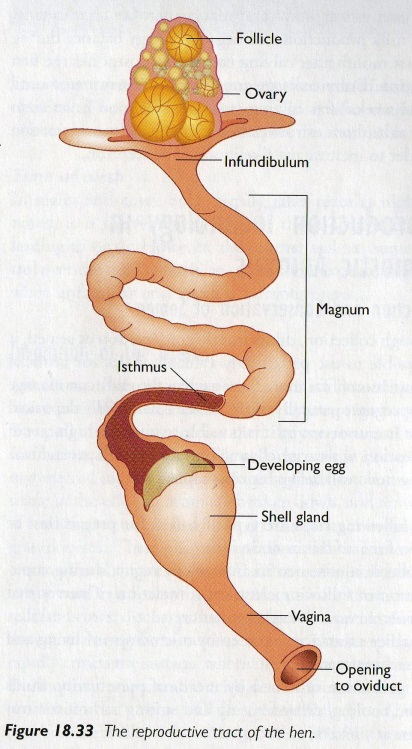 Follicle
Ovary
Infundibulum
Magnum
Isthmus
Developing egg
Shell gland
Vagina
Opening
to oviduct
Figure 18.33 The reproductive tract of the hen.